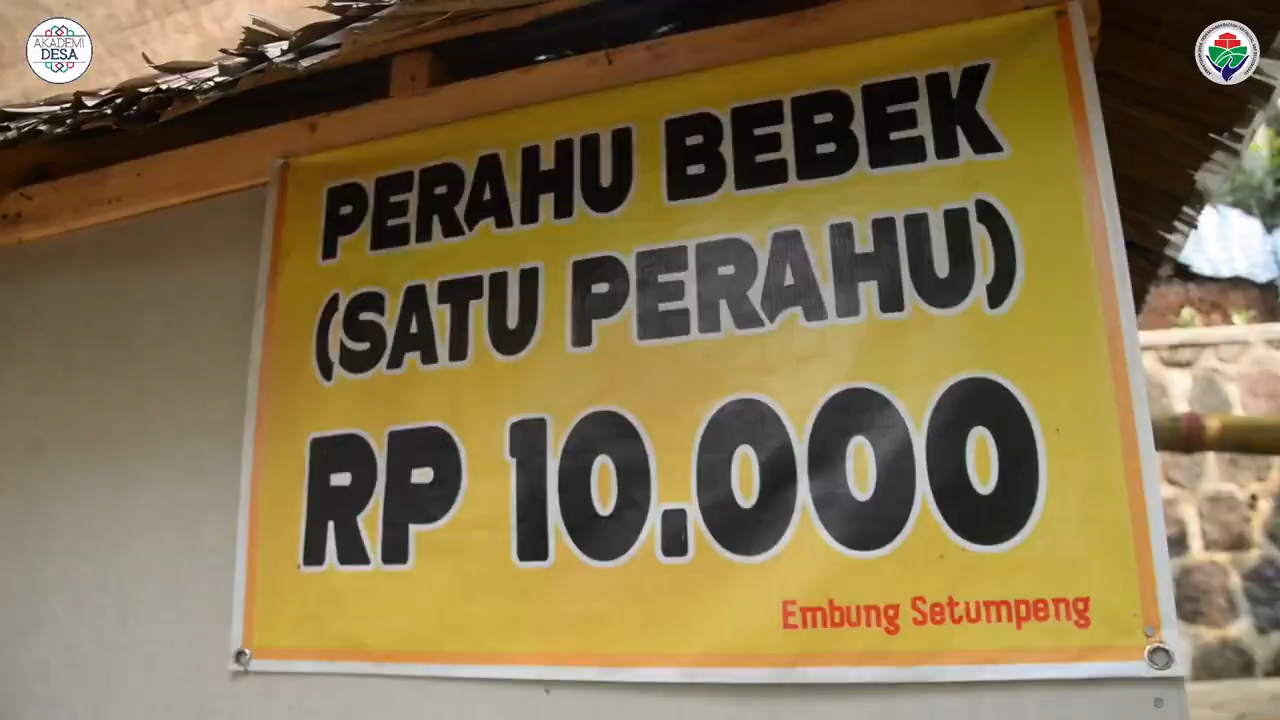 AKADEMI
DESA
PERAHU BEBEK
(SATU PERAHU)
RP 10.000
Embung Setumpeng